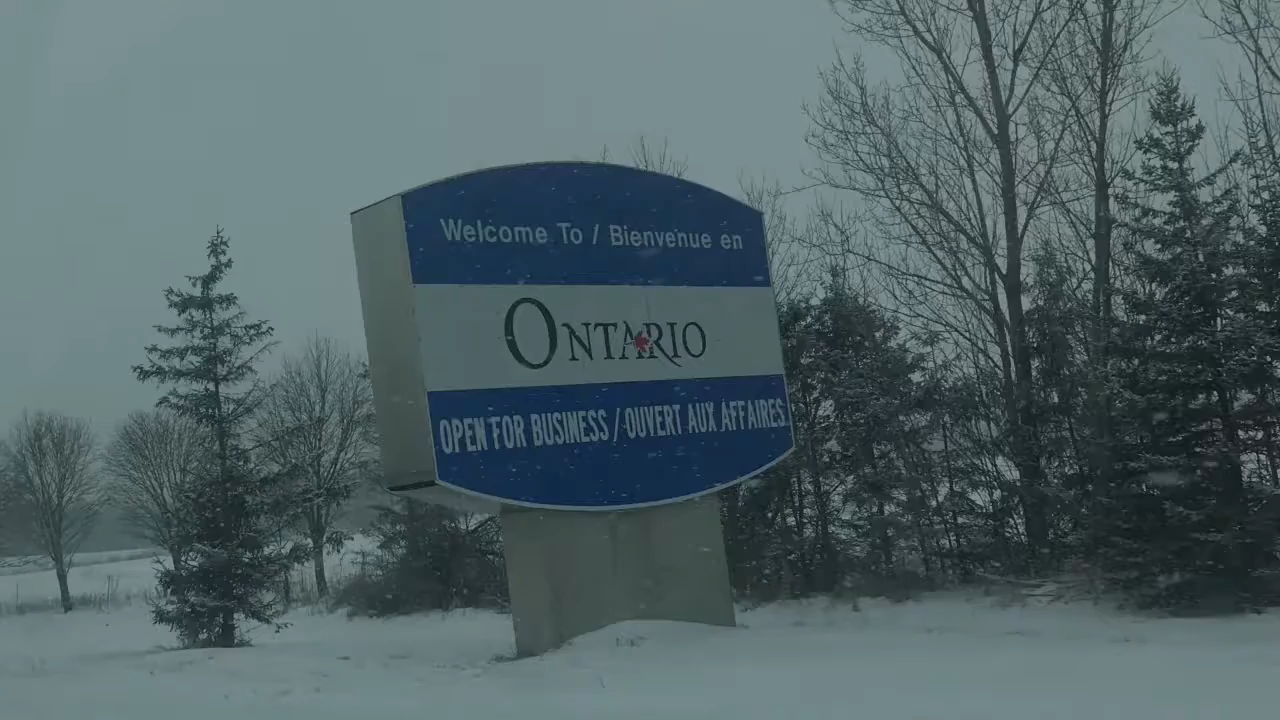 Welcome To / Bienvenue en
ONTARIO
OPEN FOR BUSINESS / OUVERT AUX AFFAIRES